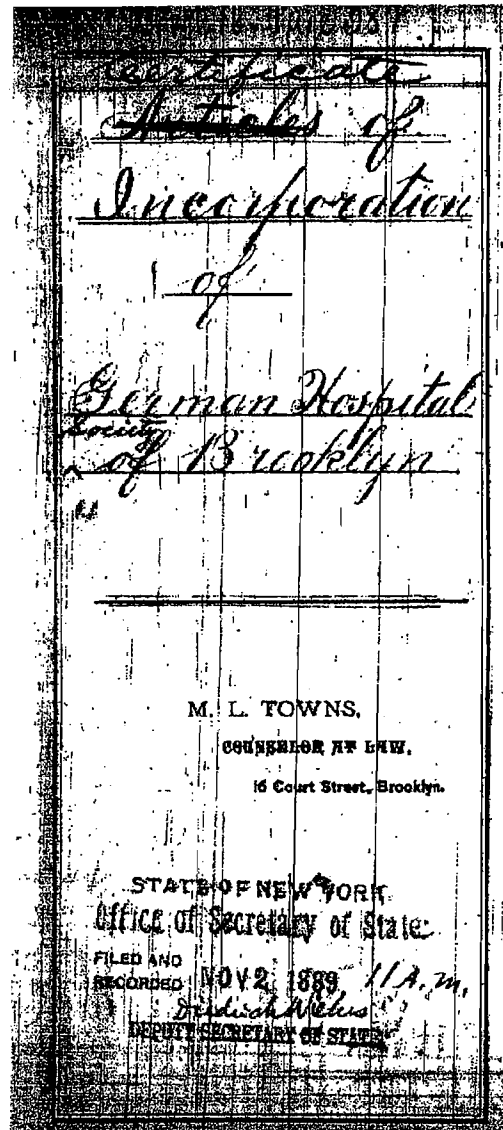 Certificate
Articles of
Incorporation
of
German Hospital
Society
of Brooklyn
M. L. TOWNS,
COUNSELOR AT LAW,
16 Court Street, Brooklyn.
STATE OF NEW YORK
Office of Secretary of State.
FILED AND
RECORDED NOV 2 1889 11 A.m.
DEPUTY SECRETARY OF STATE